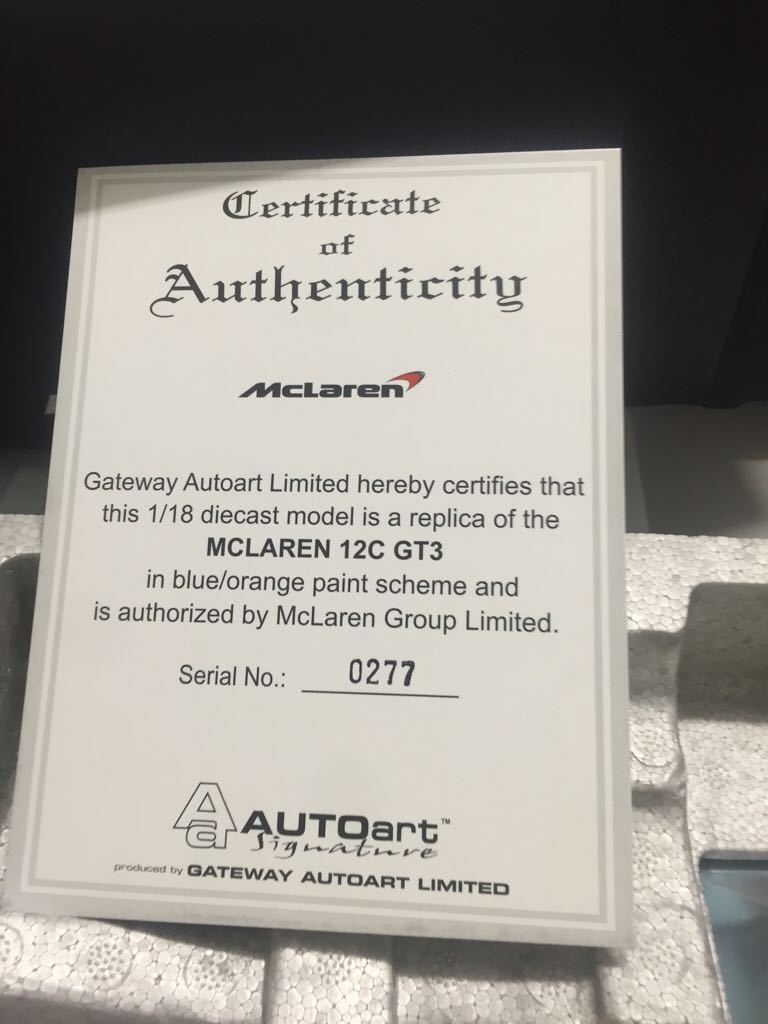 Certificate
of
Authenticity
McLaren
Gateway Autoart Limited hereby certifies that
this 1/18 diecast model is a replica of the
MCLAREN 12C GT3
in blue/orange paint scheme and
is authorized by McLaren Group Limited.
Serial No.: 0277
Aa AUTOart™
Signature
produced by GATEWAY AUTOART LIMITED